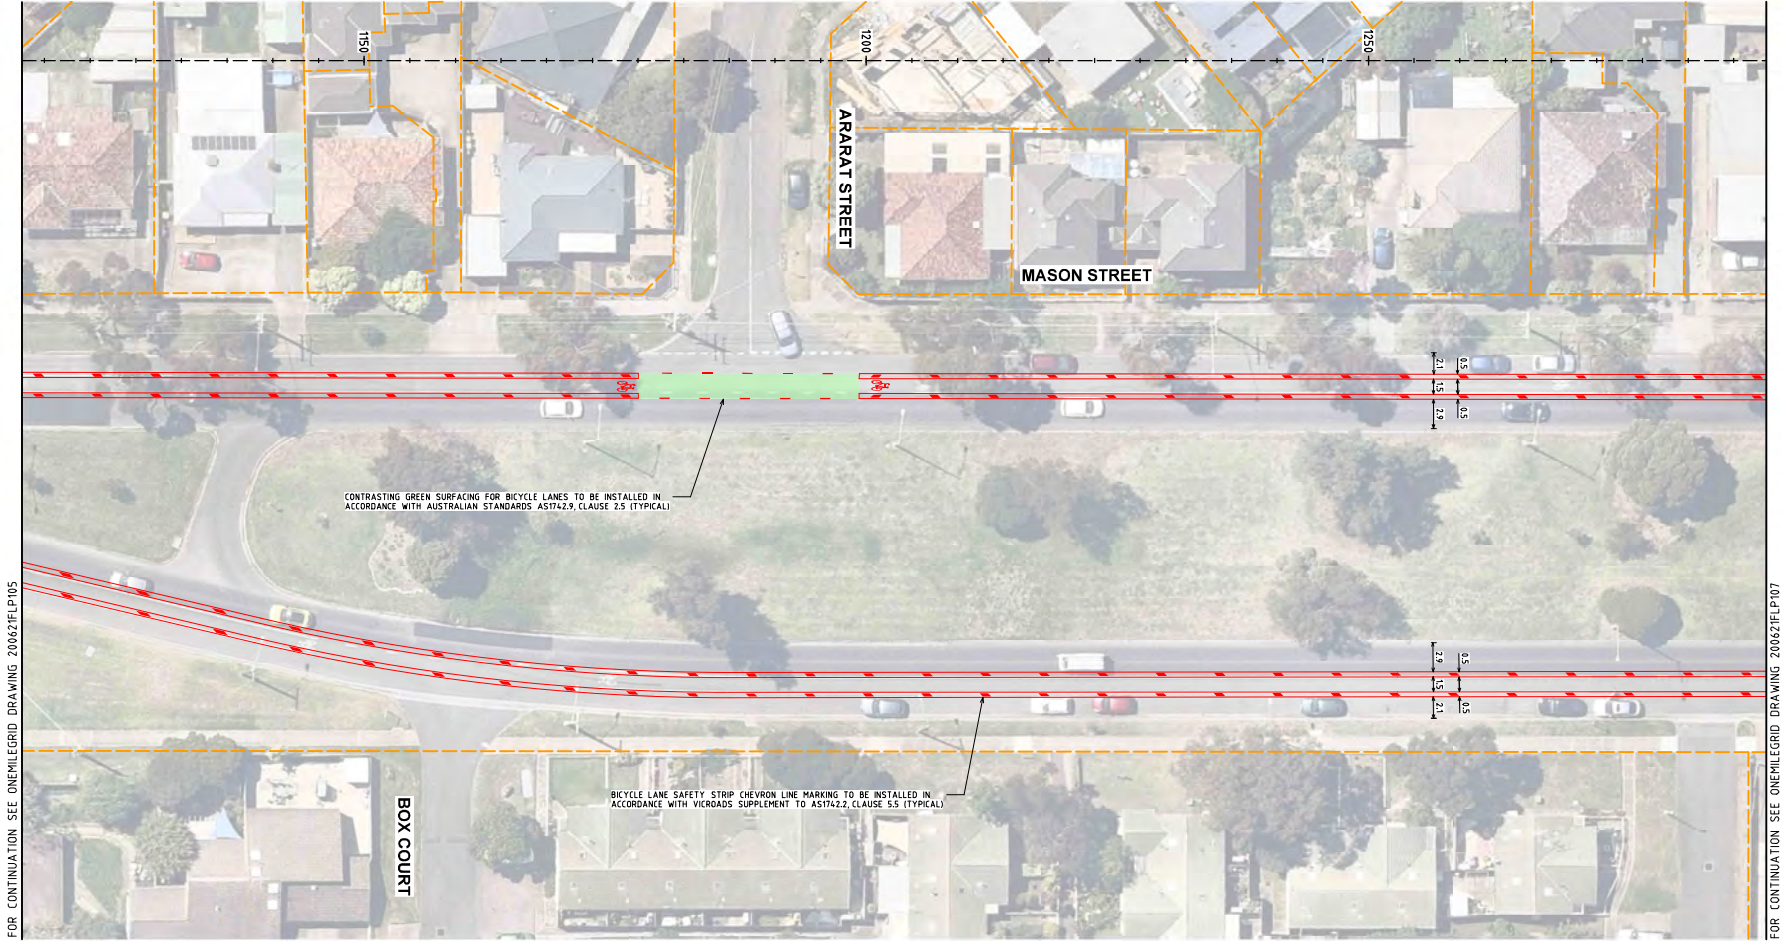 1150
1200
1250
ARARAT STREET
MASON STREET
2.1
0.5
1.5
0.5
2.9
CONTRASTING GREEN SURFACING FOR BICYCLE LANES TO BE INSTALLED IN
ACCORDANCE WITH AUSTRALIAN STANDARDS AS1742.9, CLAUSE 2.5 (TYPICAL)
FOR CONTINUATION SEE ONEMILEGRID DRAWING 200621FLP105
FOR CONTINUATION SEE ONEMILEGRID DRAWING 200621FLP107
2.9
0.5
1.5
0.5
2.1
BICYCLE LANE SAFETY STRIP CHEVRON LINE MARKING TO BE INSTALLED IN
ACCORDANCE WITH VICROADS SUPPLEMENT TO AS1742.2, CLAUSE 5.5 (TYPICAL)
BOX COURT